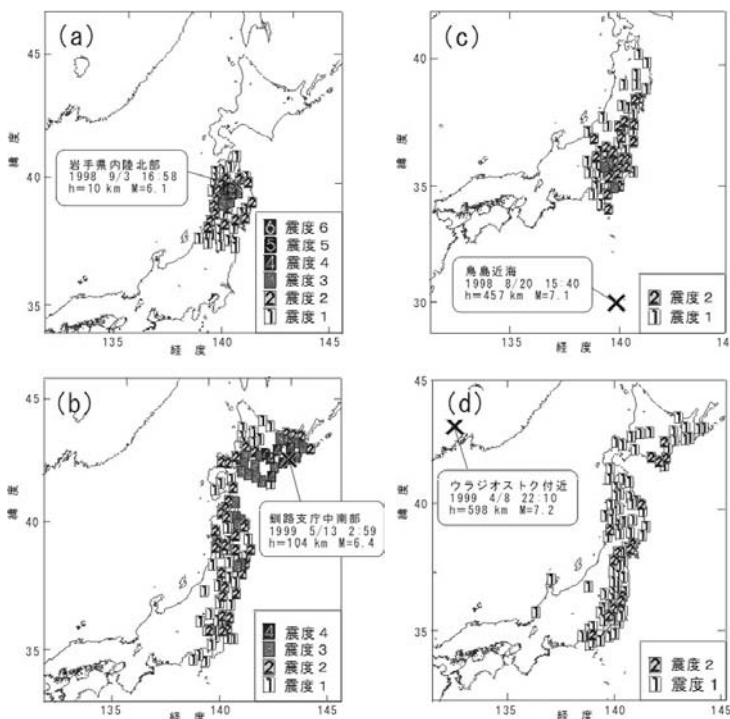 (a)
45
40
35
緯度
岩手県内陸北部
1998 9/3 16:58
h=10 km M=6.1
6 震度6
5 震度5
4 震度4
震度3
2 震度2
1 震度1
135
140
145
経度
(c)
40
35
30
緯度
鳥島近海
1998 8/20 15:40
h=457 km M=7.1
2 震度2
1 震度1
135
140
145
経度
(b)
45
40
35
緯度
釧路支庁中南部
1999 5/13 2:59
h=104 km M=6.4
4 震度4
震度3
2 震度2
1 震度1
135
140
145
経度
(d)
45
40
35
緯度
ウラジオストク付近
1999 4/8 22:10
h=598 km M=7.2
2 震度2
1 震度1
135
140
145
経度